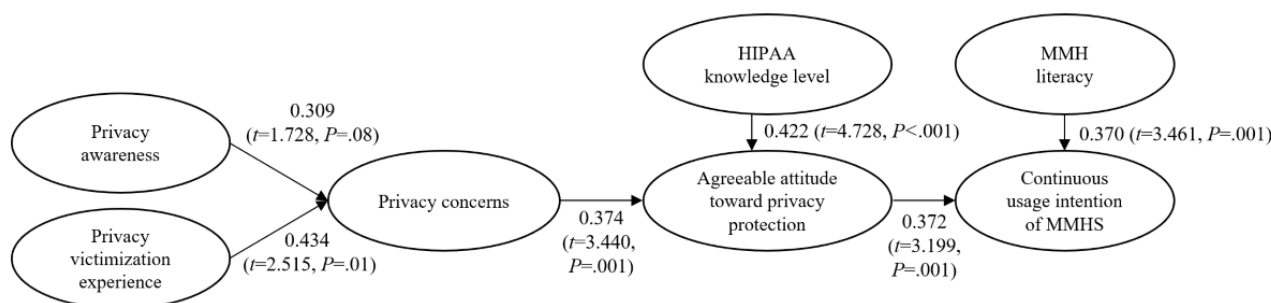 HIPAA
knowledge level
MMH
literacy
0.309
(t=1.728, P=.08)
0.422 (t=4.728, P<.001)
0.370 (t=3.461, P=.001)
Privacy
awareness
Privacy concerns
Agreeable attitude
toward privacy
protection
Continuous
usage intention
of MMHS
0.374
(t=3.440,
P=.001)
0.372
(t=3.199,
P=.001)
Privacy
victimization
experience
0.434
(t=2.515, P=.01)